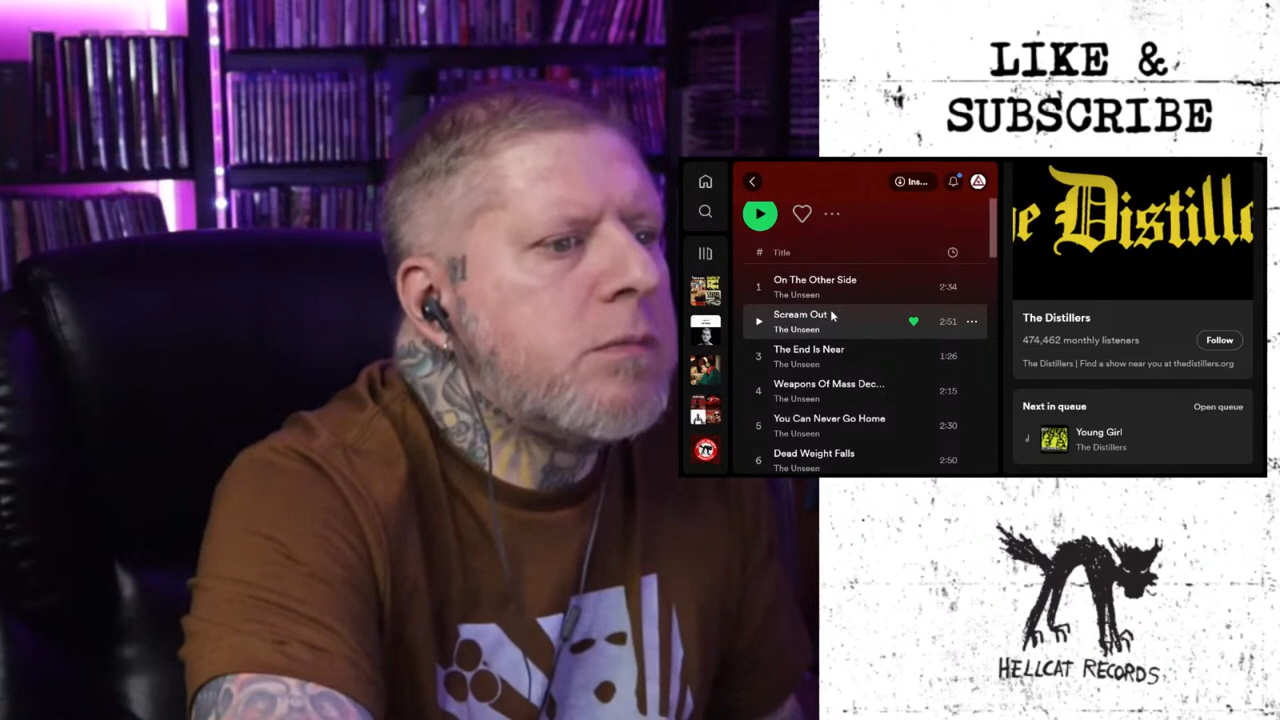 LIKE &
SUBSCRIBE
Ins...
# Title
1 On The Other Side 2:34
The Unseen
Scream Out 2:51
The Unseen
3 The End Is Near 1:26
The Unseen
4 Weapons Of Mass Dec... 2:15
The Unseen
5 You Can Never Go Home 2:30
The Unseen
6 Dead Weight Falls 2:50
The Unseen
e Distille
The Distillers
474,462 monthly listeners
Follow
The Distillers | Find a show near you at thedistillers.org
Next in queue
Open queue
Young Girl
The Distillers
HELLCAT RECORDS